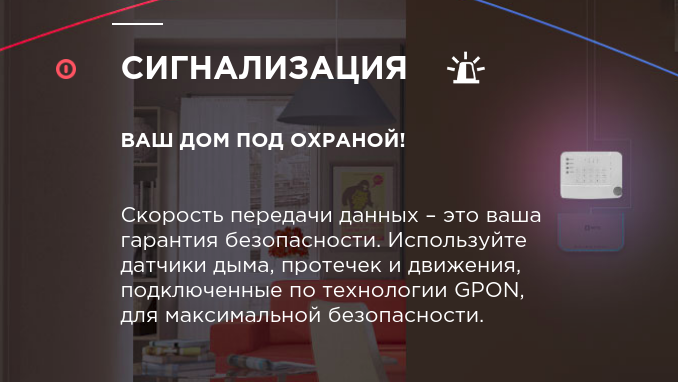 СИГНАЛИЗАЦИЯ
ВАШ ДОМ ПОД ОХРАНОЙ!
Скорость передачи данных – это ваша
гарантия безопасности. Используйте
датчики дыма, протечек и движения,
подключенные по технологии GPON,
для максимальной безопасности.